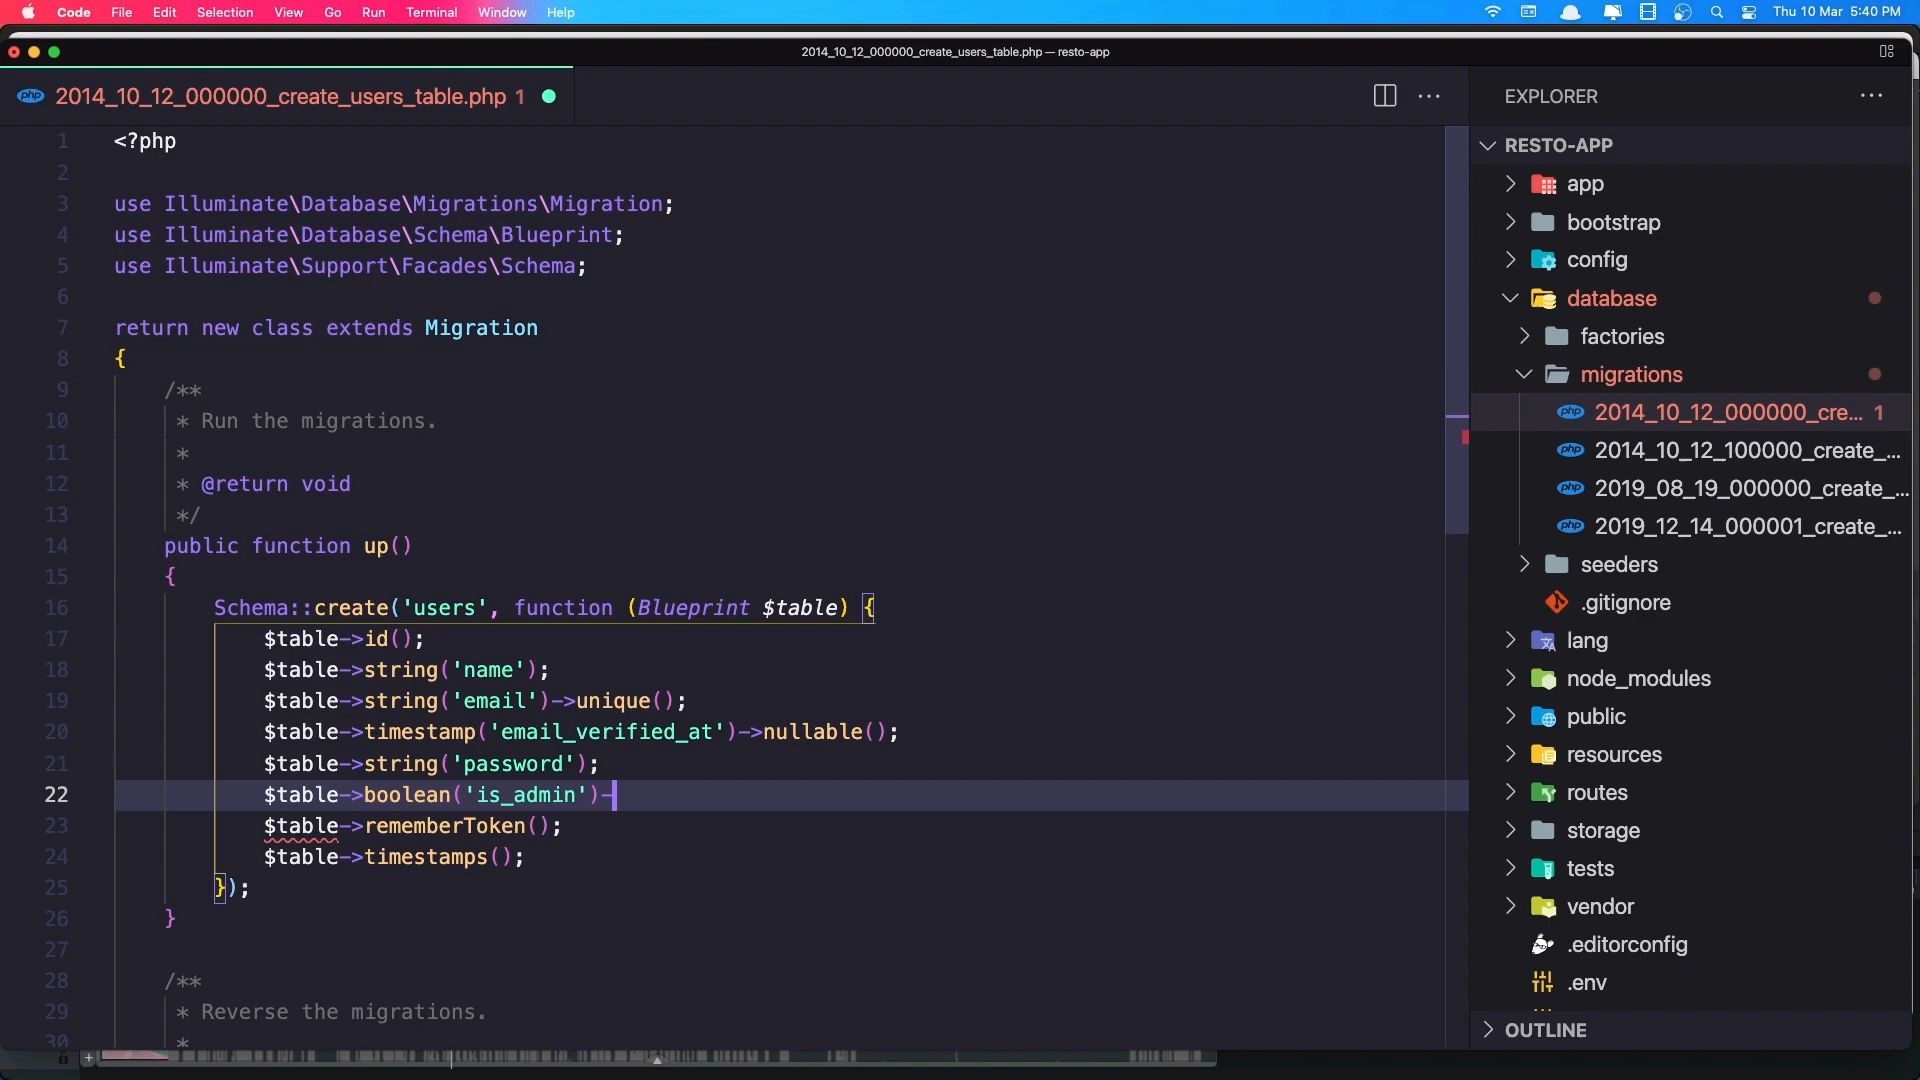 Code File Edit Selection View Go Run Terminal Window Help Thu 10 Mar 5:40 PM
2014_10_12_000000_create_users_table.php — resto-app
php 2014_10_12_000000_create_users_table.php 1
1 <?php
2
3 use Illuminate\Database\Migrations\Migration;
4 use Illuminate\Database\Schema\Blueprint;
5 use Illuminate\Support\Facades\Schema;
6
7 return new class extends Migration
8 {
9 /**
10 * Run the migrations.
11 *
12 * @return void
13 */
14 public function up()
15 {
16 Schema::create('users', function (Blueprint $table) {
17 $table->id();
18 $table->string('name');
19 $table->string('email')->unique();
20 $table->timestamp('email_verified_at')->nullable();
21 $table->string('password');
22 $table->boolean('is_admin')-
23 $table->rememberToken();
24 $table->timestamps();
25 });
26 }
27
28 /**
29 * Reverse the migrations.
30 *
EXPLORER
RESTO-APP
app
bootstrap
config
database
factories
migrations
php 2014_10_12_000000_cre... 1
php 2014_10_12_100000_create_...
php 2019_08_19_000000_create_...
php 2019_12_14_000001_create_...
seeders
.gitignore
lang
node_modules
public
resources
routes
storage
tests
vendor
.editorconfig
.env
OUTLINE